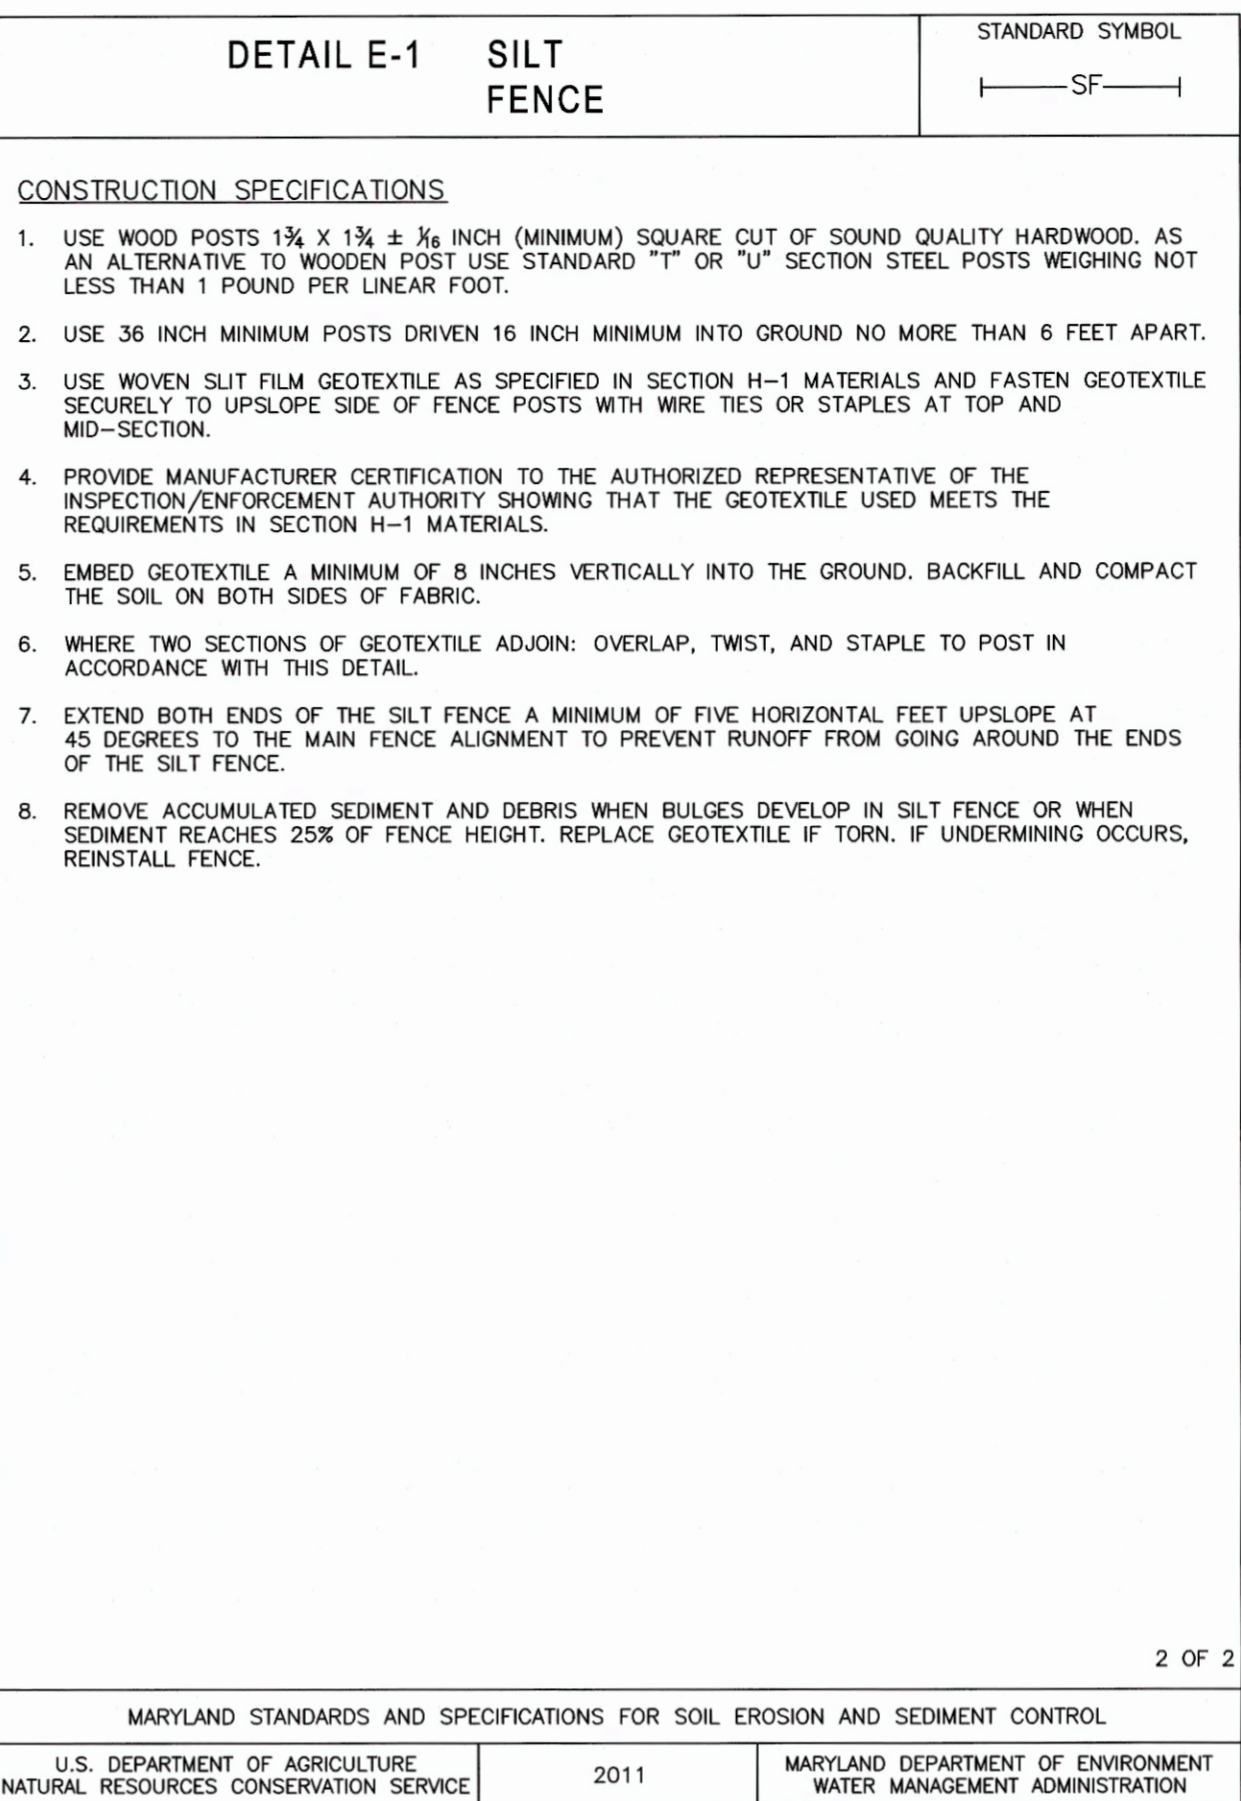 DETAIL E-1 SILT
FENCE
STANDARD SYMBOL
SF
CONSTRUCTION SPECIFICATIONS
1. USE WOOD POSTS 1¾ X 1¾ ± 1⁄16 INCH (MINIMUM) SQUARE CUT OF SOUND QUALITY HARDWOOD. AS
AN ALTERNATIVE TO WOODEN POST USE STANDARD "T" OR "U" SECTION STEEL POSTS WEIGHING NOT
LESS THAN 1 POUND PER LINEAR FOOT.
2. USE 36 INCH MINIMUM POSTS DRIVEN 16 INCH MINIMUM INTO GROUND NO MORE THAN 6 FEET APART.
3. USE WOVEN SLIT FILM GEOTEXTILE AS SPECIFIED IN SECTION H-1 MATERIALS AND FASTEN GEOTEXTILE
SECURELY TO UPSLOPE SIDE OF FENCE POSTS WITH WIRE TIES OR STAPLES AT TOP AND
MID-SECTION.
4. PROVIDE MANUFACTURER CERTIFICATION TO THE AUTHORIZED REPRESENTATIVE OF THE
INSPECTION/ENFORCEMENT AUTHORITY SHOWING THAT THE GEOTEXTILE USED MEETS THE
REQUIREMENTS IN SECTION H-1 MATERIALS.
5. EMBED GEOTEXTILE A MINIMUM OF 8 INCHES VERTICALLY INTO THE GROUND. BACKFILL AND COMPACT
THE SOIL ON BOTH SIDES OF FABRIC.
6. WHERE TWO SECTIONS OF GEOTEXTILE ADJOIN: OVERLAP, TWIST, AND STAPLE TO POST IN
ACCORDANCE WITH THIS DETAIL.
7. EXTEND BOTH ENDS OF THE SILT FENCE A MINIMUM OF FIVE HORIZONTAL FEET UPSLOPE AT
45 DEGREES TO THE MAIN FENCE ALIGNMENT TO PREVENT RUNOFF FROM GOING AROUND THE ENDS
OF THE SILT FENCE.
8. REMOVE ACCUMULATED SEDIMENT AND DEBRIS WHEN BULGES DEVELOP IN SILT FENCE OR WHEN
SEDIMENT REACHES 25% OF FENCE HEIGHT. REPLACE GEOTEXTILE IF TORN. IF UNDERMINING OCCURS,
REINSTALL FENCE.
2 OF 2
MARYLAND STANDARDS AND SPECIFICATIONS FOR SOIL EROSION AND SEDIMENT CONTROL
U.S. DEPARTMENT OF AGRICULTURE
NATURAL RESOURCES CONSERVATION SERVICE
2011
MARYLAND DEPARTMENT OF ENVIRONMENT
WATER MANAGEMENT ADMINISTRATION